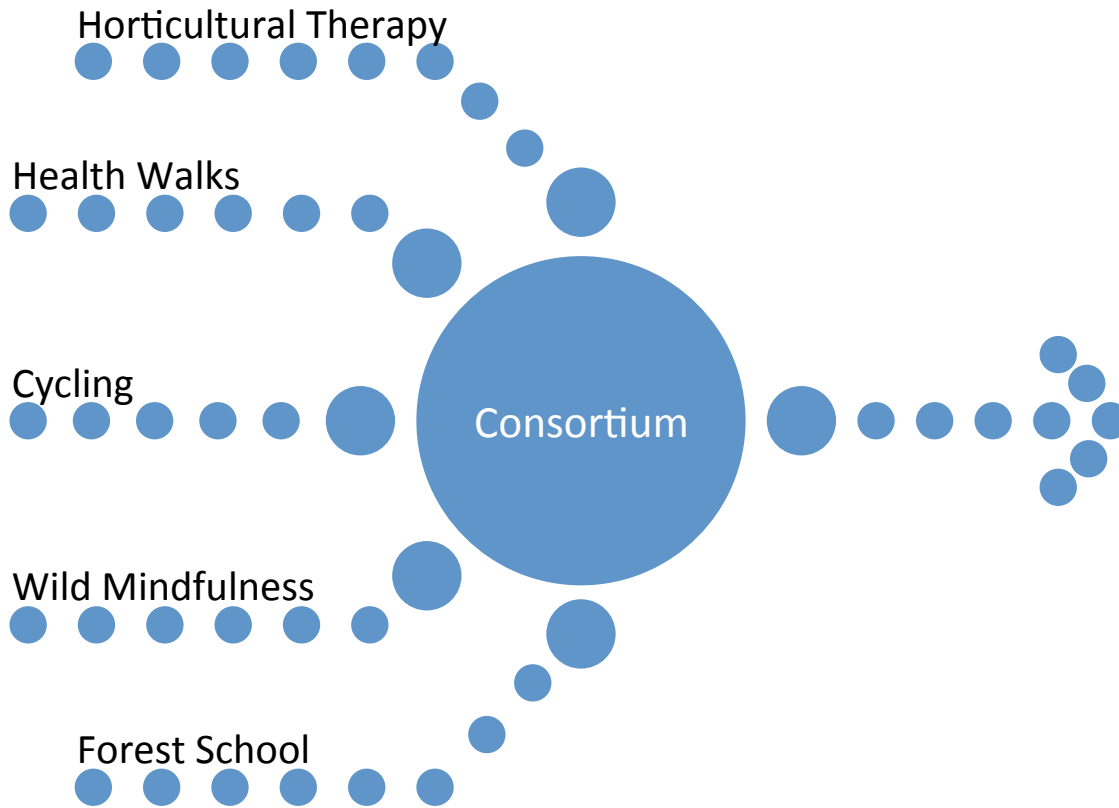 Horticultural Therapy
Health Walks
Cycling
Consortium
Wild Mindfulness
Forest School